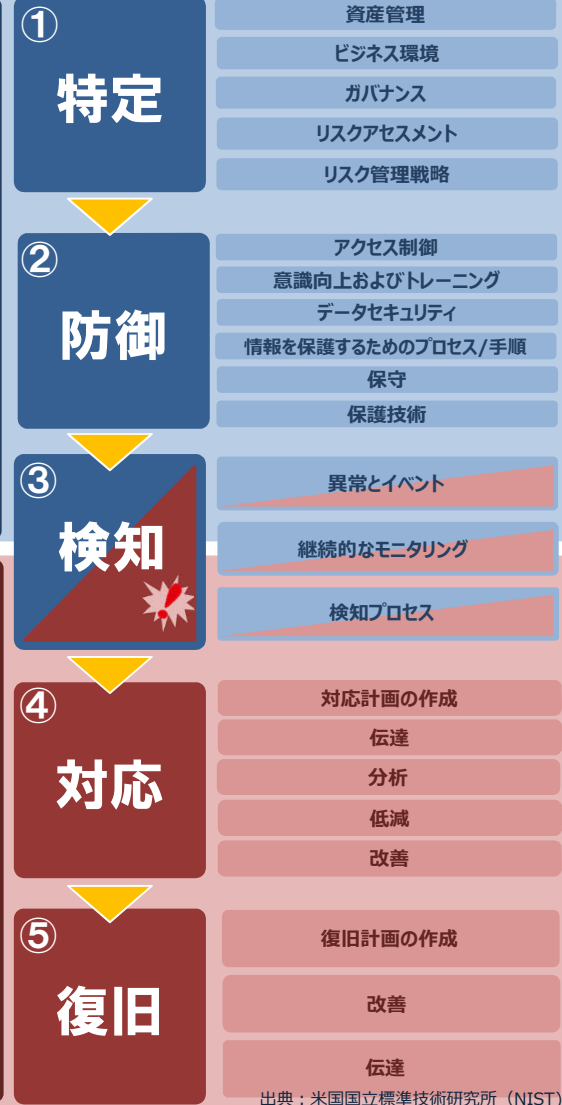 ①
特定
資産管理
ビジネス環境
ガバナンス
リスクアセスメント
リスク管理戦略
②
防御
アクセス制御
意識向上およびトレーニング
データセキュリティ
情報を保護するためのプロセス/手順
保守
保護技術
③
検知
異常とイベント
継続的なモニタリング
検知プロセス
④
対応
対応計画の作成
伝達
分析
低減
改善
⑤
復旧
復旧計画の作成
改善
伝達
出典：米国国立標準技術研究所（NIST）